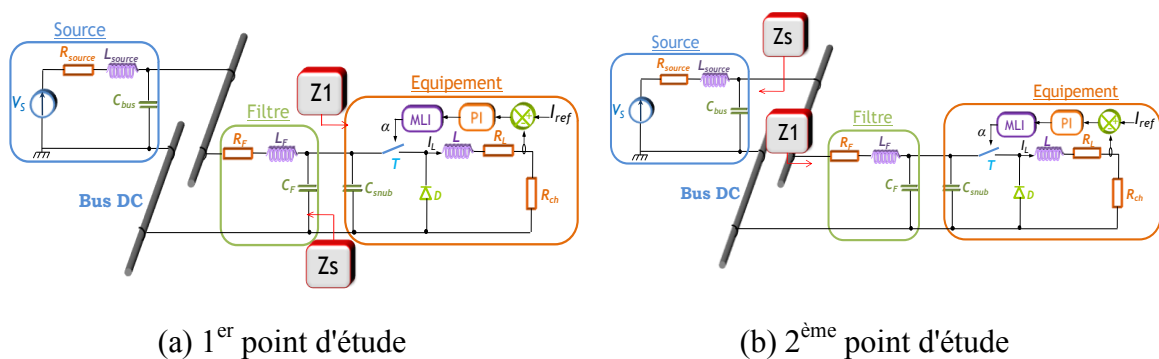 Source
R_source
L_source
V_S
C_bus
Bus DC
Filtre
R_F
L_F
C_F
Z1
Zs
Equipement
MLI
PI
I_ref
α
T
I_L
L
R_L
C_snub
D
R_ch
(a) 1er point d'étude
Source
R_source
L_source
V_S
C_bus
Zs
Z1
Bus DC
Filtre
R_F
L_F
C_F
Equipement
MLI
PI
I_ref
α
T
I_L
L
R_L
C_snub
D
R_ch
(b) 2ème point d'étude